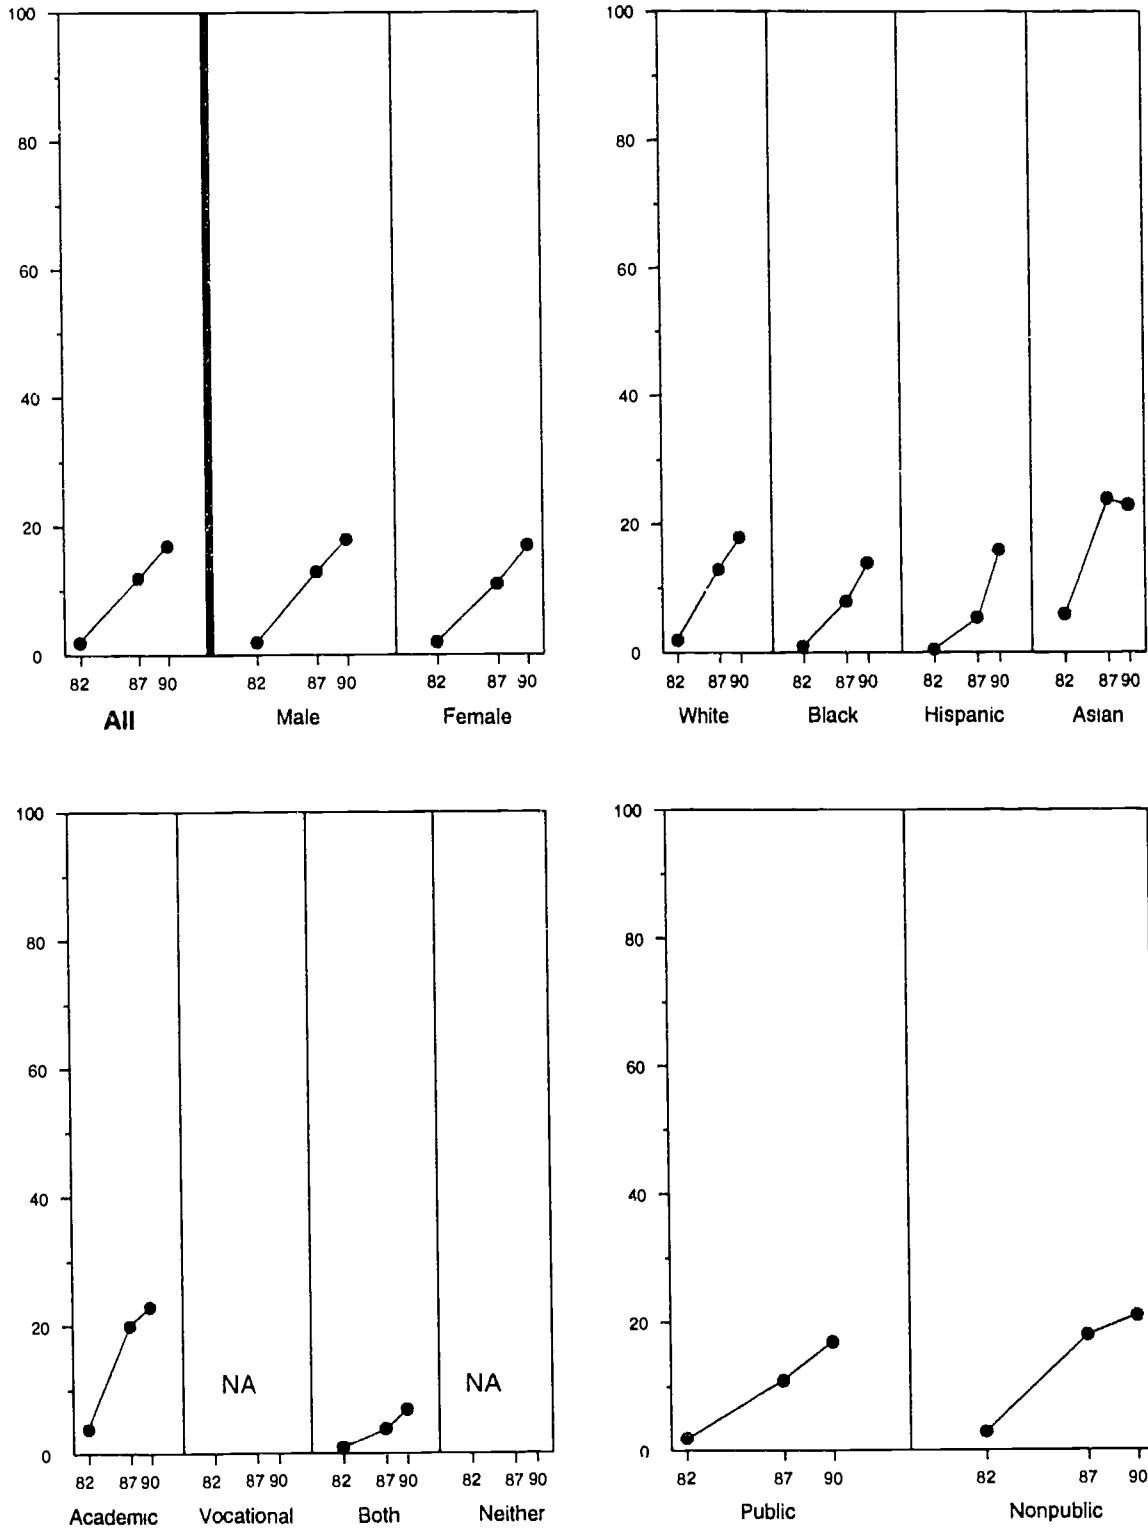 100
80
60
40
20
0
82 87 90 82 87 90 82 87 90
All Male Female
100
80
60
40
20
0
82 87 90 82 87 90 82 87 90 82 87 90
White Black Hispanic Asian
100
80
60
40
20
0
NA NA
82 87 90 82 87 90 82 87 90 82 87 90
Academic Vocational Both Neither
100
80
60
40
20
0
82 87 90 82 87 90
Public Nonpublic